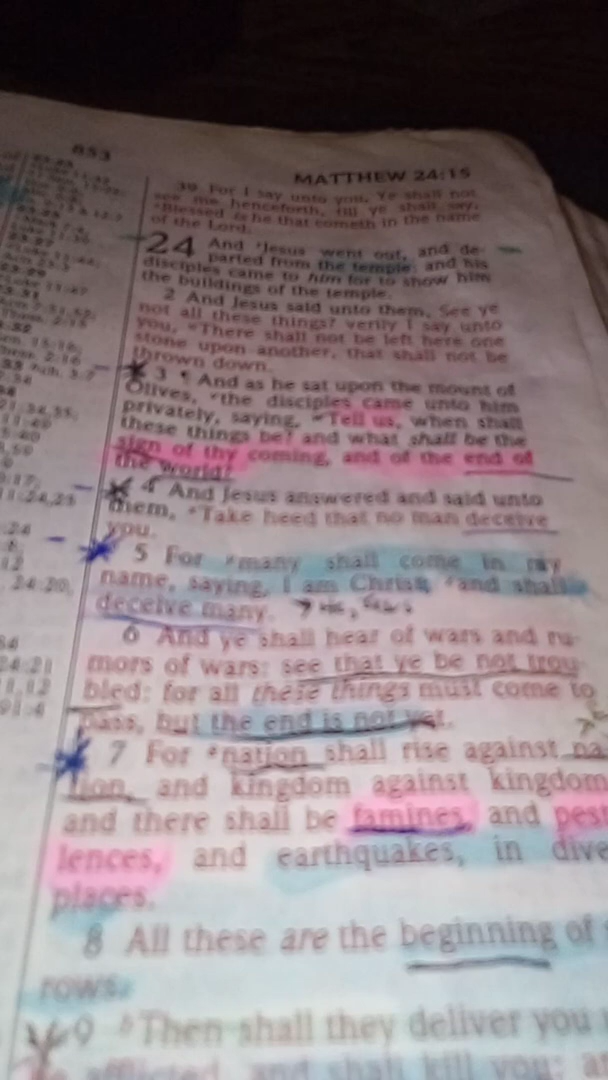 853
MATTHEW 24:15
39 For I say unto you, Ye shall not
see me henceforth, till ye shall say,
Blessed is he that cometh in the name
of the Lord.
24 And Jesus went out, and de-
parted from the temple: and his
disciples came to him for to show him
the buildings of the temple.
2 And Jesus said unto them, See ye
not all these things? verily I say unto
you, There shall not be left here one
stone upon another, that shall not be
thrown down.
3 ¶ And as he sat upon the mount of
Olives, the disciples came unto him
privately, saying, Tell us, when shall
these things be? and what shall be the
sign of thy coming, and of the end of
the world?
4 And Jesus answered and said unto
them, Take heed that no man deceive
you.
5 For many shall come in my
name, saying, I am Christ; and shall
deceive many.
6 And ye shall hear of wars and ru-
mors of wars: see that ye be not trou-
bled: for all these things must come to
pass, but the end is not yet.
7 For nation shall rise against na
tion, and kingdom against kingdom
and there shall be famines, and pest
lences, and earthquakes, in dive
places.
8 All these are the beginning of
rows.
9 Then shall they deliver you
afflicted, and shall kill you: